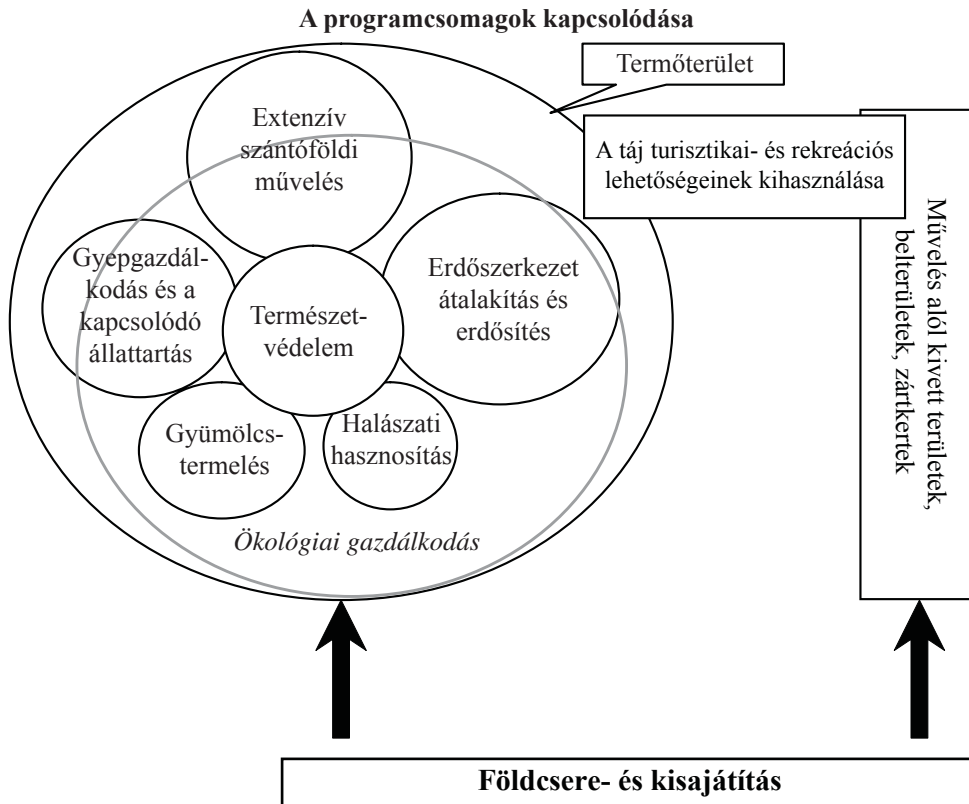 A programcsomagok kapcsolódása
Termőterület
Extenzív
szántóföldi
művelés
A táj turisztikai- és rekreációs
lehetőségeinek kihasználása
Gyepgazdál-
kodás és a
kapcsolódó
állattartás
Természet-
védelem
Erdőszerkezet
átalakítás és
erdősítés
Művelés alól kivett területek,
belterületek, zártkertek
Gyümölcs-
termelés
Halászati
hasznosítás
Ökológiai gazdálkodás
Földcsere- és kisajátítás